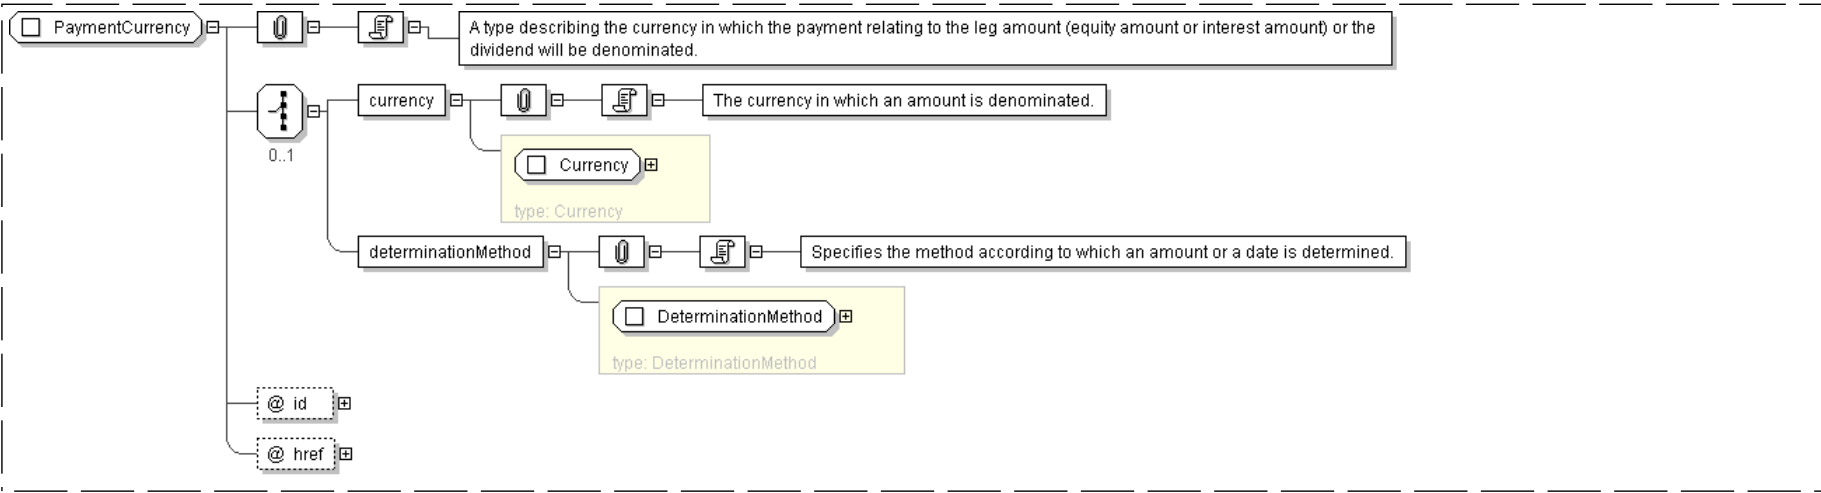 PaymentCurrency
A type describing the currency in which the payment relating to the leg amount (equity amount or interest amount) or the
dividend will be denominated.
currency
The currency in which an amount is denominated.
0..1
Currency
type: Currency
determinationMethod
Specifies the method according to which an amount or a date is determined.
DeterminationMethod
type: DeterminationMethod
@ id
@ href